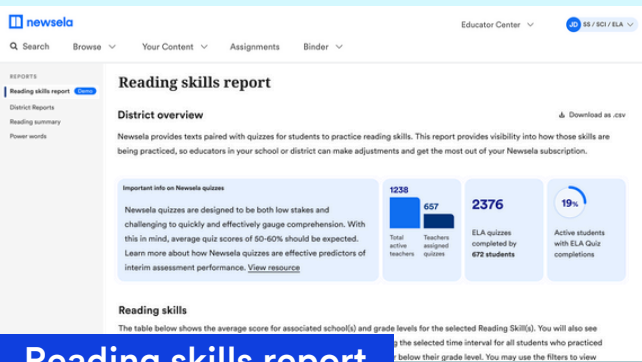 newsela
Educator Center
JD SS / SCI / ELA
Search Browse Your Content Assignments Binder
REPORTS
Reading skills report Demo
District Reports
Reading summary
Power words
Reading skills report
District overview
Download as .csv
Newsela provides texts paired with quizzes for students to practice reading skills. This report provides visibility into how those skills are
being practiced, so educators in your school or district can make adjustments and get the most out of your Newsela subscription.
Important info on Newsela quizzes
Newsela quizzes are designed to be both low stakes and
challenging to quickly and effectively gauge comprehension. With
this in mind, average quiz scores of 50-60% should be expected.
Learn more about how Newsela quizzes are effective predictors of
interim assessment performance. View resource
1238
657
Total
active
teachers
Teachers
assigned
quizzes
2376
ELA quizzes
completed by
672 students
19%
Active students
with ELA Quiz
completions
Reading skills
The table below shows the average score for associated school(s) and grade levels for the selected Reading Skill(s). You will also see
the selected time interval for all students who practiced
below their grade level. You may use the filters to view
Reading skills report